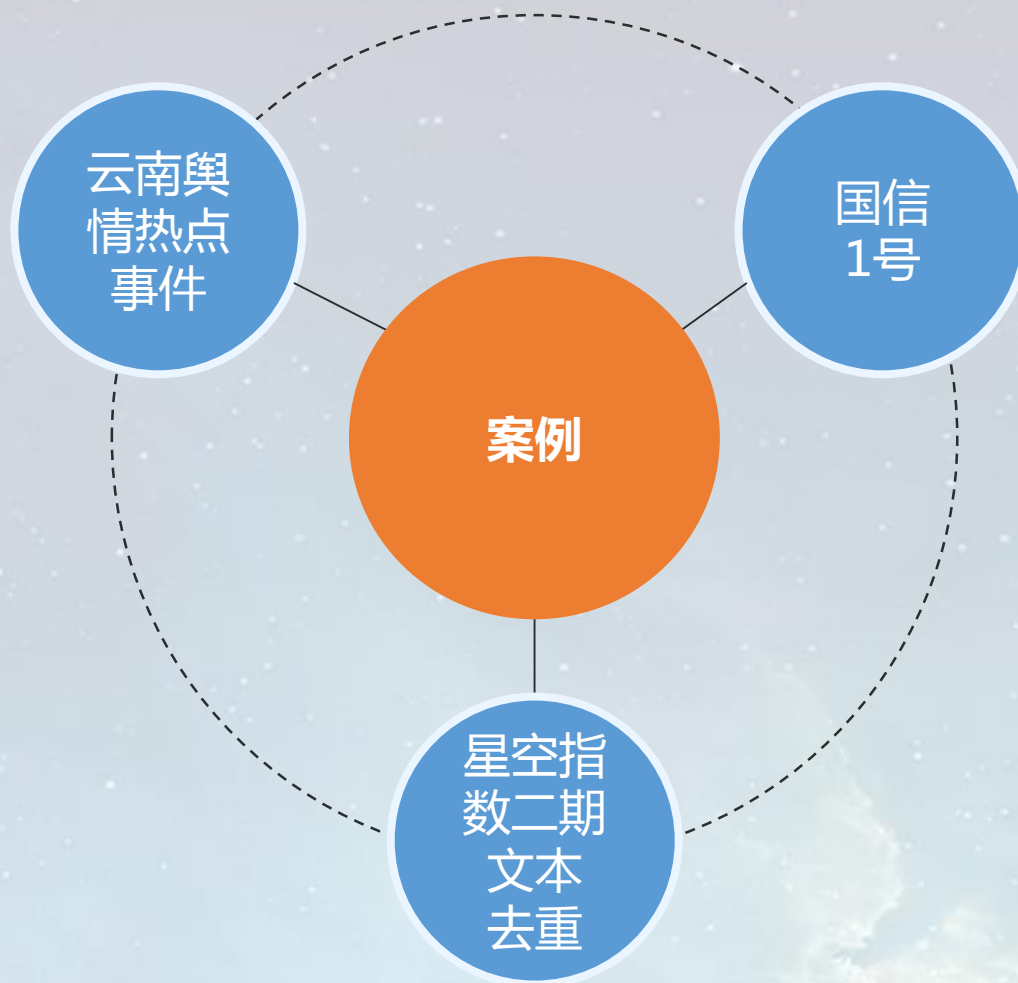 云南舆
情热点
事件
国信
1号
案例
星空指
数二期
文本
去重